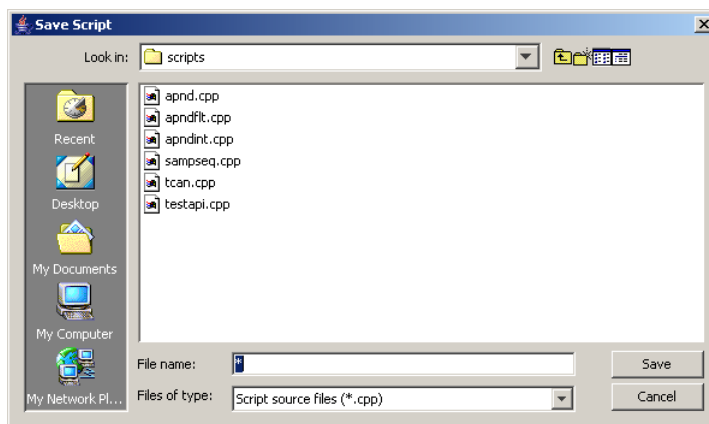 Save Script
Look in: scripts
Recent
Desktop
My Documents
My Computer
My Network Pl...
apnd.cpp
apndflt.cpp
apndint.cpp
sampseq.cpp
tcan.cpp
testapi.cpp
File name: *
Save
Files of type: Script source files (*.cpp)
Cancel